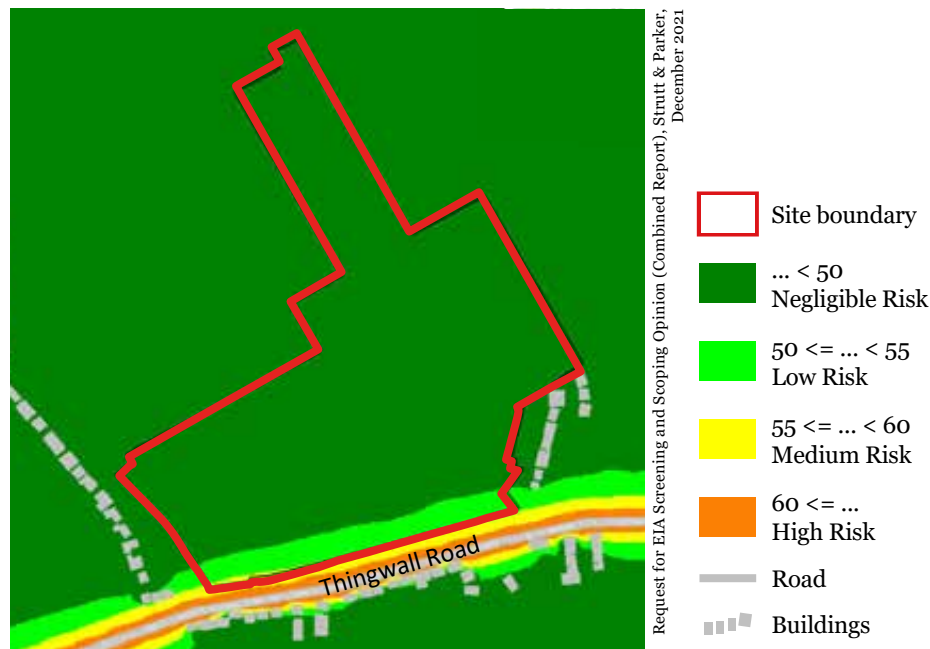 Thingwall Road
Request for EIA Screening and Scoping Opinion (Combined Report), Strutt & Parker,
December 2021
Site boundary
... < 50
Negligible Risk
50 <= ... < 55
Low Risk
55 <= ... < 60
Medium Risk
60 <= ...
High Risk
Road
Buildings